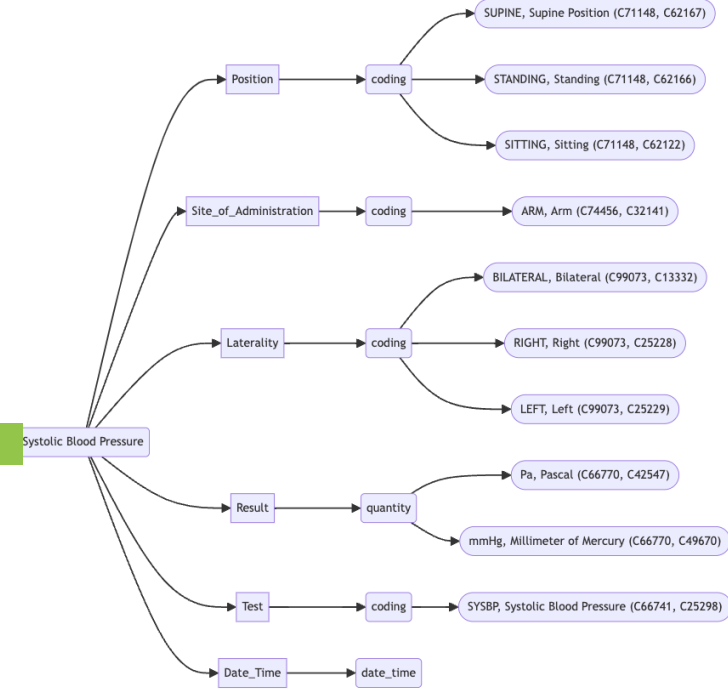 SUPINE, Supine Position (C71148, C62167)
Position
coding
STANDING, Standing (C71148, C62166)
SITTING, Sitting (C71148, C62122)
Site_of_Administration
coding
ARM, Arm (C74456, C32141)
BILATERAL, Bilateral (C99073, C13332)
Laterality
coding
RIGHT, Right (C99073, C25228)
LEFT, Left (C99073, C25229)
Systolic Blood Pressure
Pa, Pascal (C66770, C42547)
Result
quantity
mmHg, Millimeter of Mercury (C66770, C49670)
Test
coding
SYSBP, Systolic Blood Pressure (C66741, C25298)
Date_Time
date_time